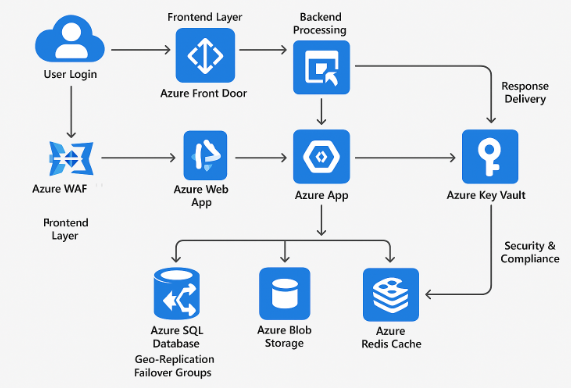 Frontend Layer
Backend
Processing
User Login
Azure Front Door
Response
Delivery
Azure WAF
Azure Web
App
Azure App
Azure Key Vault
Frontend
Layer
Security &
Compliance
Azure SQL
Database
Geo-Replication
Failover Groups
Azure Blob
Storage
Azure
Redis Cache